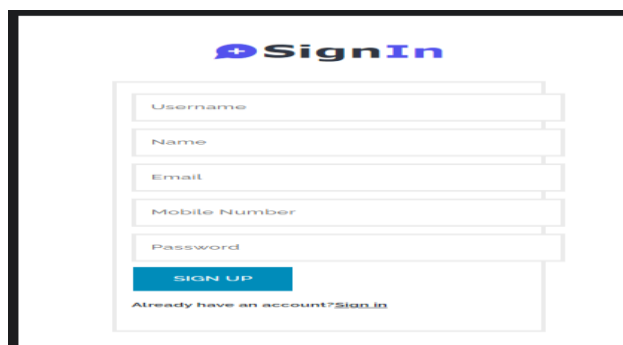 SignIn
Username
Name
Email
Mobile Number
Password
SIGN UP
Already have an account?Sign in